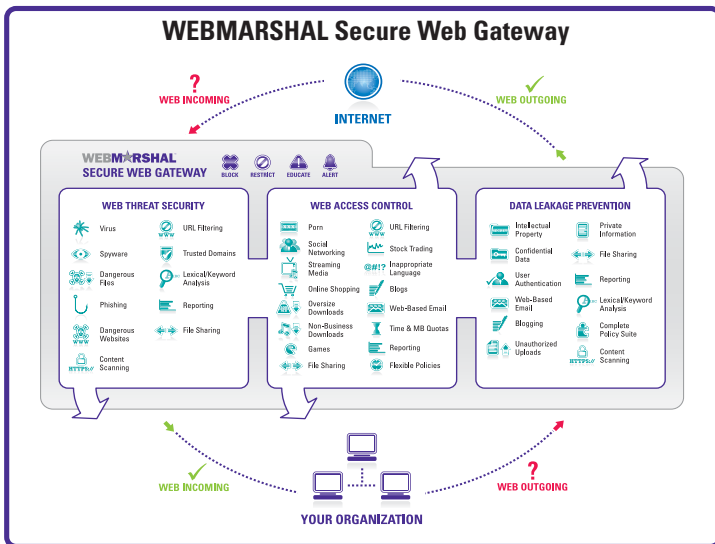 WEBMARSHAL Secure Web Gateway
?
WEB INCOMING
WEB OUTGOING
INTERNET
WEBMARSHAL
SECURE WEB GATEWAY
BLOCK
RESTRICT
EDUCATE
ALERT
WEB THREAT SECURITY
Virus
Spyware
Dangerous
Files
Phishing
WWW
Dangerous
Websites
HTTPS://
Content
Scanning
WWW
URL Filtering
Trusted Domains
Lexical/Keyword
Analysis
Reporting
File Sharing
WEB ACCESS CONTROL
Porn
Social
Networking
Streaming
Media
Online Shopping
Oversize
Downloads
Non-Business
Downloads
Games
File Sharing
WWW
URL Filtering
Stock Trading
@#!?
Inappropriate
Language
Blogs
Web-Based Email
Time & MB Quotas
Reporting
Flexible Policies
DATA LEAKAGE PREVENTION
Intellectual
Property
Confidential
Data
User
Authentication
Web-Based
Email
Blogging
Unauthorized
Uploads
Private
Information
File Sharing
Reporting
Lexical/Keyword
Analysis
Complete
Policy Suite
HTTPS://
Content
Scanning
WEB INCOMING
?
WEB OUTGOING
YOUR ORGANIZATION